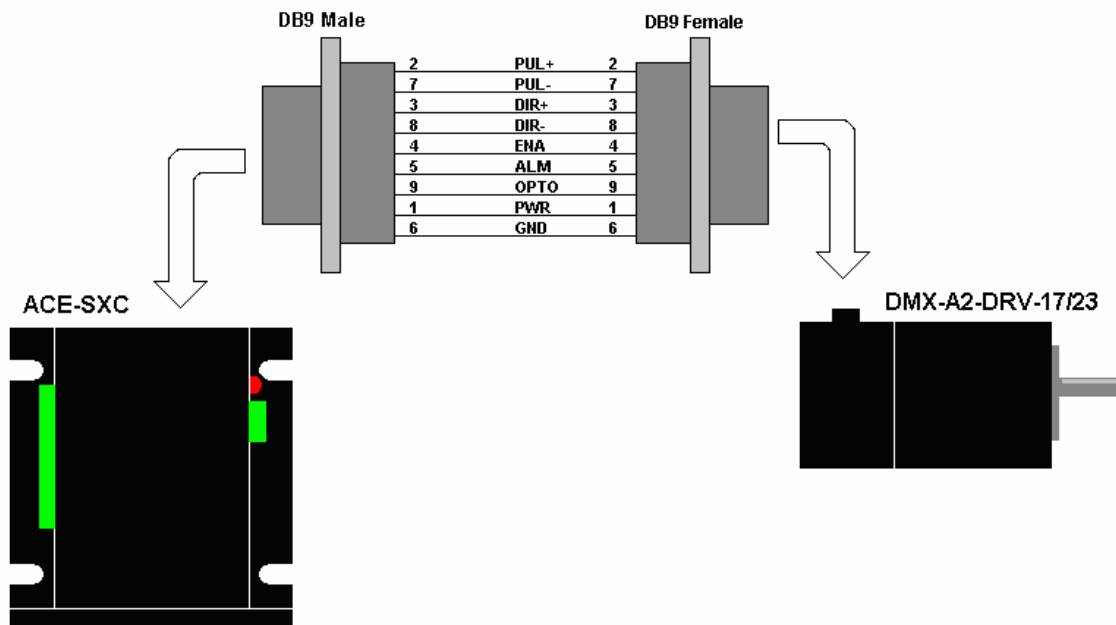 DB9 Male
DB9 Female
2 PUL+ 2
7 PUL- 7
3 DIR+ 3
8 DIR- 8
4 ENA 4
5 ALM 5
9 OPTO 9
1 PWR 1
6 GND 6
ACE-SXC
DMX-A2-DRV-17/23